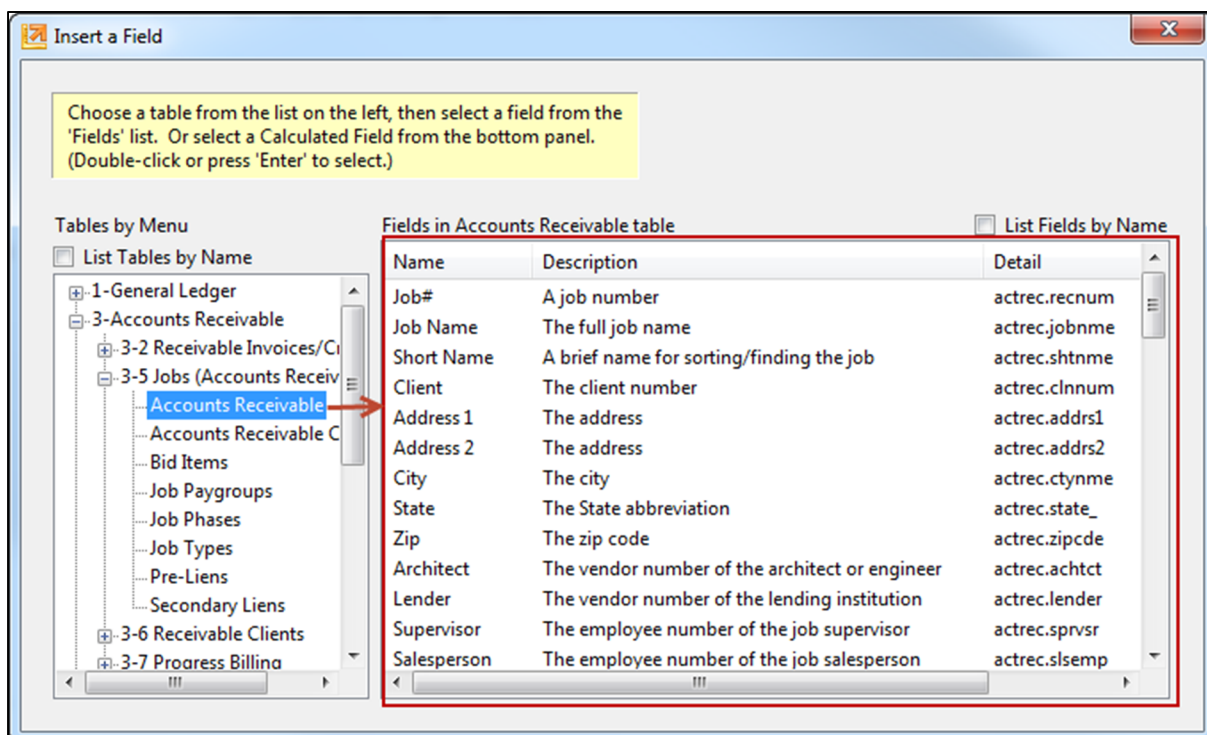 Insert a Field
Choose a table from the list on the left, then select a field from the
'Fields' list. Or select a Calculated Field from the bottom panel.
(Double-click or press 'Enter' to select.)
Tables by Menu
List Tables by Name
1-General Ledger
3-Accounts Receivable
3-2 Receivable Invoices/Cr
3-5 Jobs (Accounts Receiv
Accounts Receivable
Accounts Receivable C
Bid Items
Job Paygroups
Job Phases
Job Types
Pre-Liens
Secondary Liens
3-6 Receivable Clients
3-7 Progress Billing
Fields in Accounts Receivable table
List Fields by Name
Name Description Detail
Job# A job number actrec.recnum
Job Name The full job name actrec.jobnme
Short Name A brief name for sorting/finding the job actrec.shtnme
Client The client number actrec.clnnum
Address 1 The address actrec.addrs1
Address 2 The address actrec.addrs2
City The city actrec.ctynme
State The State abbreviation actrec.state_
Zip The zip code actrec.zipcde
Architect The vendor number of the architect or engineer actrec.achtct
Lender The vendor number of the lending institution actrec.lender
Supervisor The employee number of the job supervisor actrec.sprvsr
Salesperson The employee number of the job salesperson actrec.slsemp